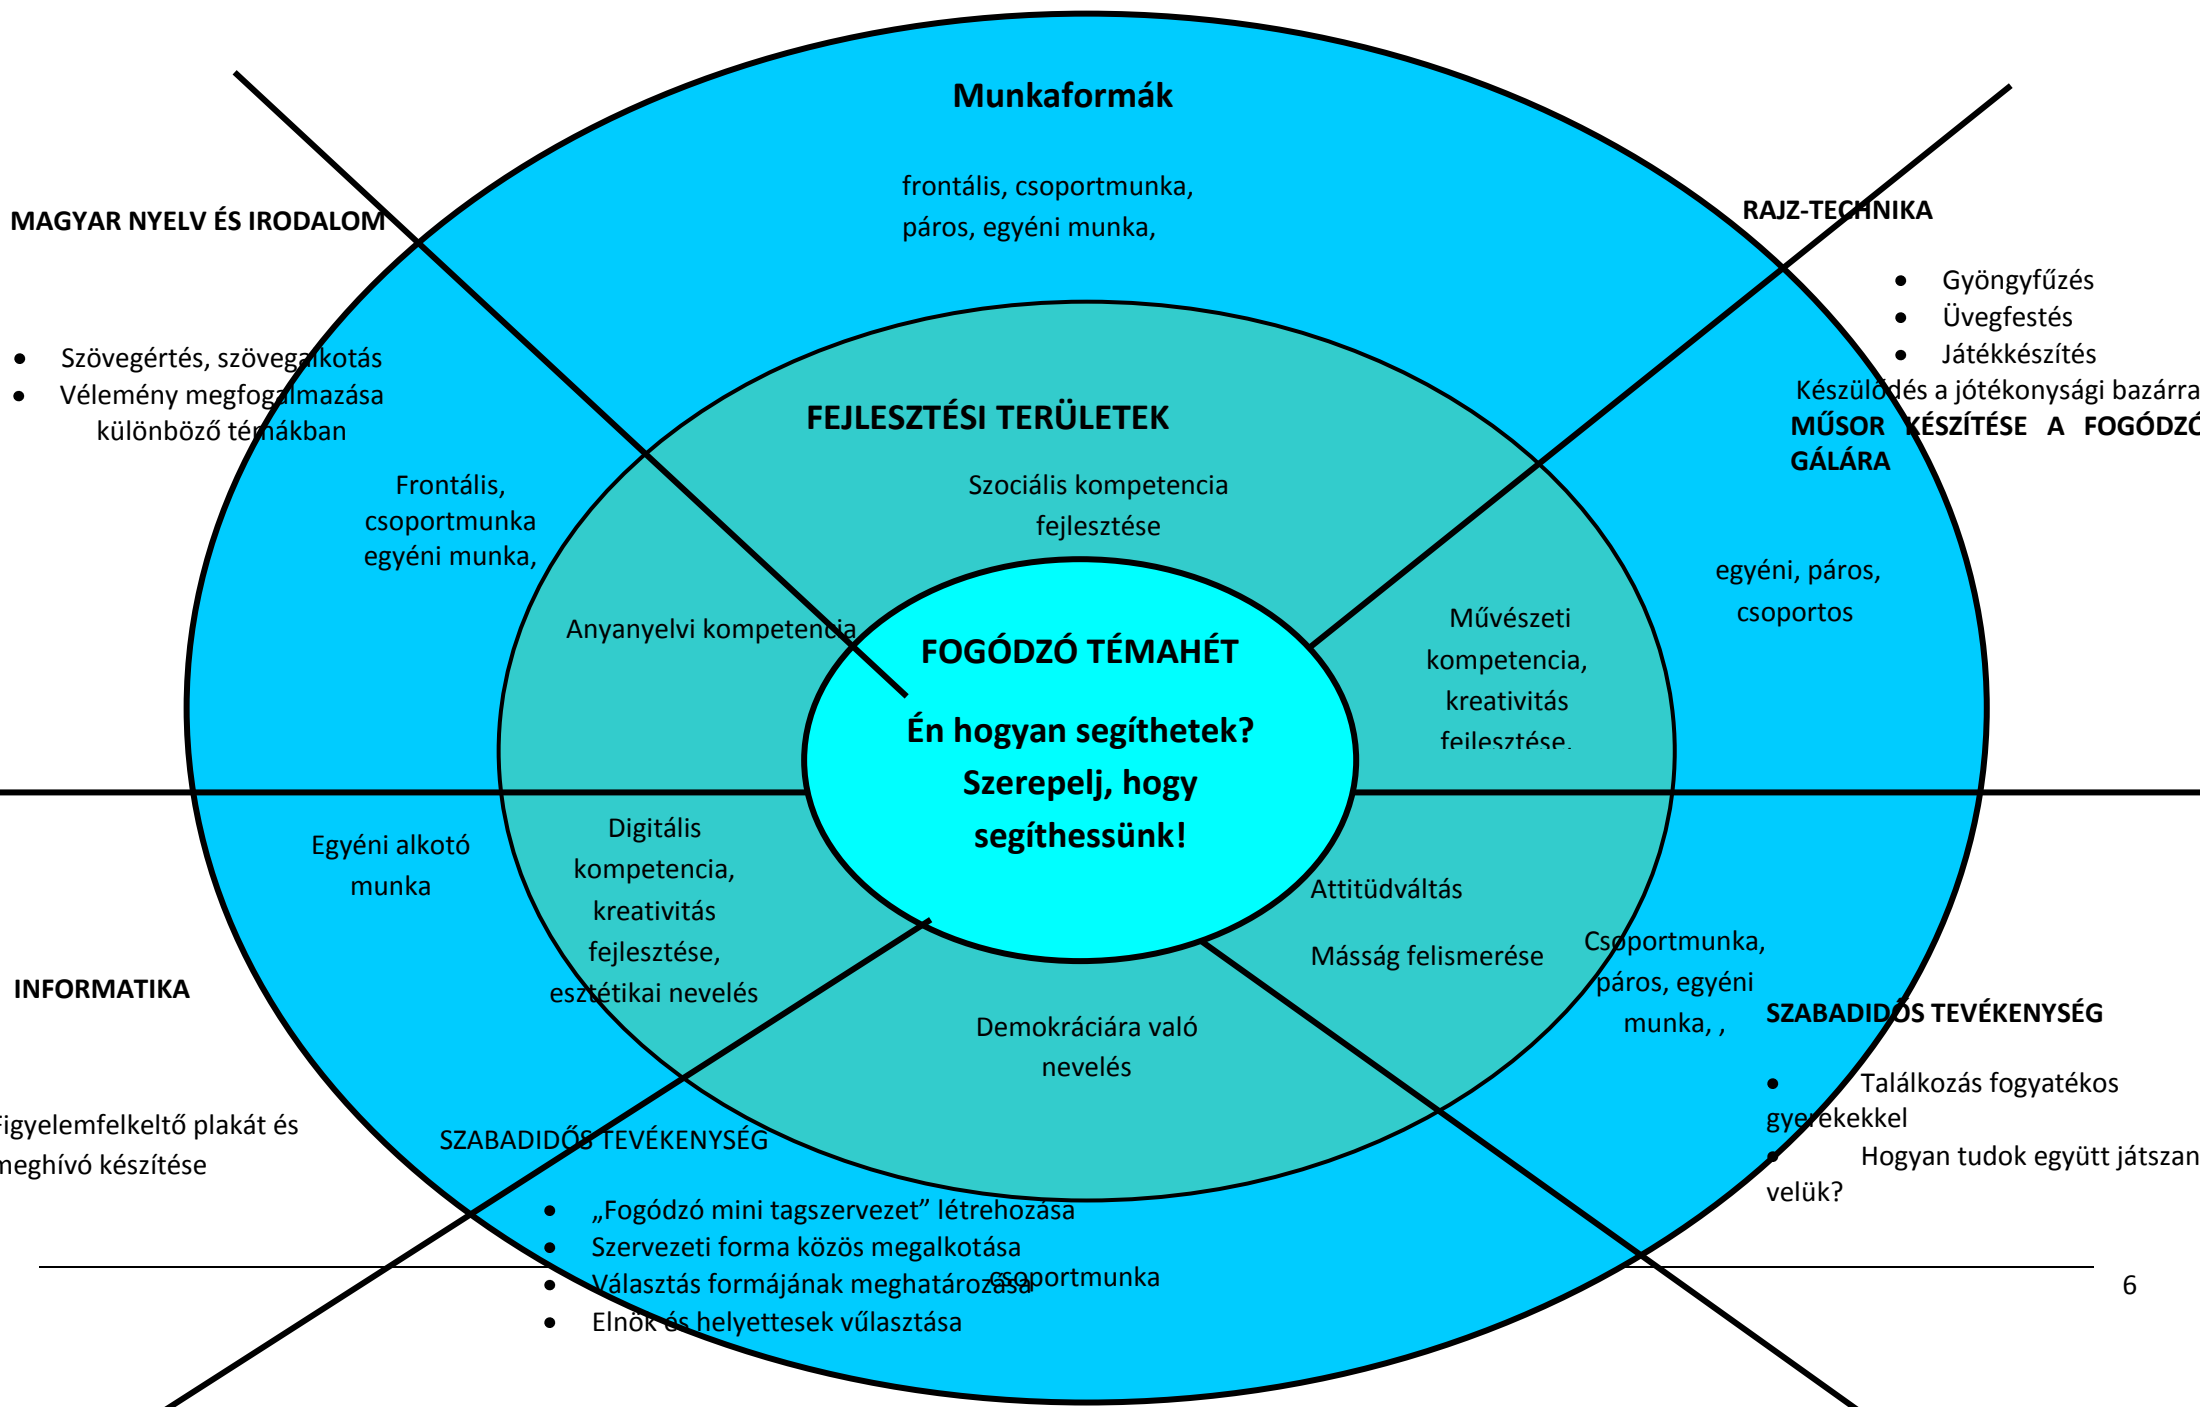 Munkaformák
frontális, csoportmunka,
páros, egyéni munka,
MAGYAR NYELV ÉS IRODALOM
• Szövegértés, szövegalkotás
• Vélemény megfogalmazása
különböző témákban
Frontális,
csoportmunka
egyéni munka,
RAJZ-TECHNIKA
• Gyöngyfűzés
• Üvegfestés
• Játékkészítés
Készülődés a jótékonysági bazárra
MŰSOR KÉSZÍTÉSE A FOGÓDZÓ
GÁLÁRA
egyéni, páros,
csoportos
FEJLESZTÉSI TERÜLETEK
Szociális kompetencia
fejlesztése
Anyanyelvi kompetencia
Művészeti
kompetencia,
kreativitás
fejlesztése.
FOGÓDZÓ TÉMAHÉT
Én hogyan segíthetek?
Szerepelj, hogy
segíthessünk!
Egyéni alkotó
munka
Digitális
kompetencia,
kreativitás
fejlesztése,
esztétikai nevelés
Attitüdváltás
Másság felismerése
Csoportmunka,
páros, egyéni
munka, ,
Demokráciára való
nevelés
INFORMATIKA
Figyelemfelkeltő plakát és
meghívó készítése
SZABADIDŐS TEVÉKENYSÉG
• Találkozás fogyatékos
gyerekekkel
• Hogyan tudok együtt játszan
velük?
SZABADIDŐS TEVÉKENYSÉG
• „Fogódzó mini tagszervezet” létrehozása
• Szervezeti forma közös megalkotása
• Választás formájának meghatározása
• Elnök és helyettesek vűlasztása
csoportmunka
6